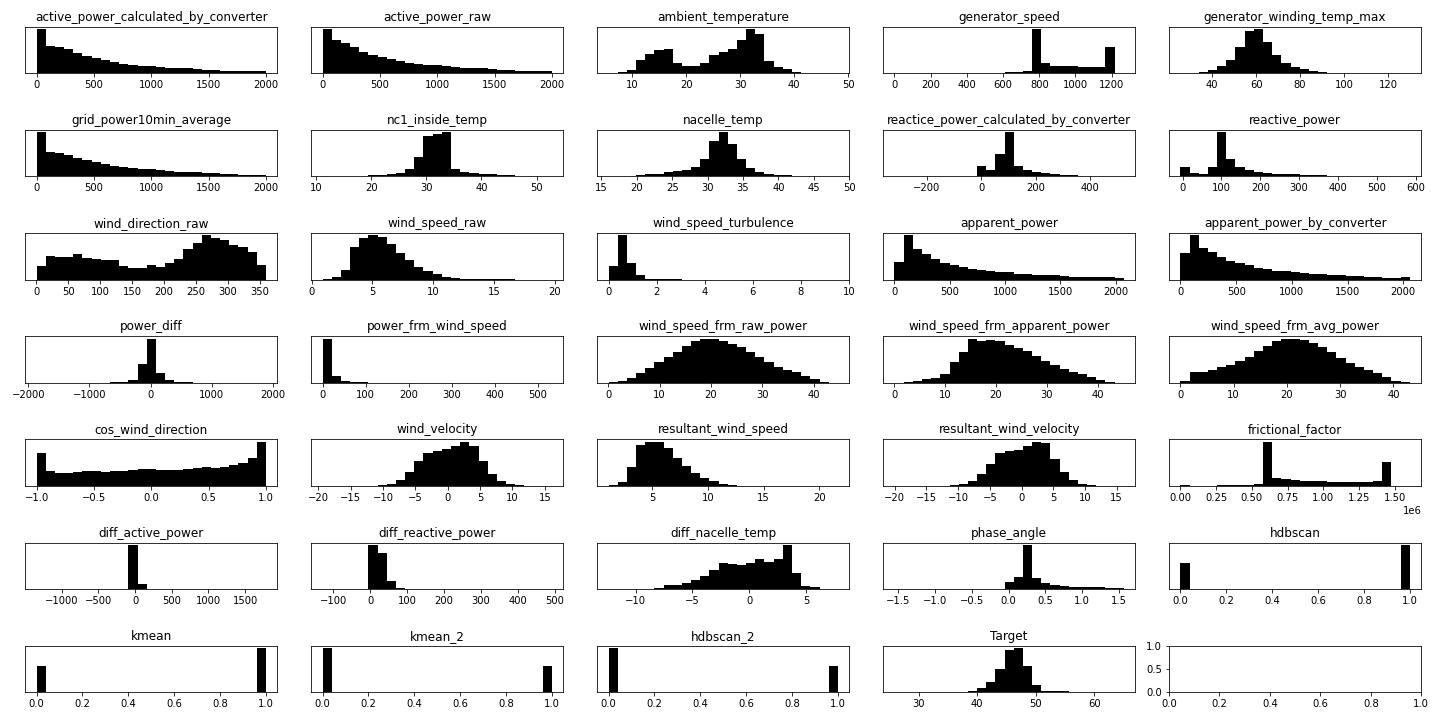 active_power_calculated_by_converter active_power_raw ambient_temperature generator_speed generator_winding_temp_max
0 500 1000 1500 2000 0 500 1000 1500 2000 10 20 30 40 50 0 200 400 600 800 1000 1200 40 60 80 100 120
grid_power10min_average nc1_inside_temp nacelle_temp reactice_power_calculated_by_converter reactive_power
0 500 1000 1500 2000 10 20 30 40 50 15 20 25 30 35 40 45 50 −200 0 200 400 0 100 200 300 400 500 600
wind_direction_raw wind_speed_raw wind_speed_turbulence apparent_power apparent_power_by_converter
0 50 100 150 200 250 300 350 0 5 10 15 20 0 2 4 6 8 10 0 500 1000 1500 2000 0 500 1000 1500 2000
power_diff power_frm_wind_speed wind_speed_frm_raw_power wind_speed_frm_apparent_power wind_speed_frm_avg_power
−2000 −1000 0 1000 2000 0 100 200 300 400 500 0 10 20 30 40 0 10 20 30 40 0 10 20 30 40
cos_wind_direction wind_velocity resultant_wind_speed resultant_wind_velocity frictional_factor
−1.0 −0.5 0.0 0.5 1.0 −20 −15 −10 −5 0 5 10 15 5 10 15 20 −20 −15 −10 −5 0 5 10 15 0.00 0.25 0.50 0.75 1.00 1.25 1.50
1e6
diff_active_power diff_reactive_power diff_nacelle_temp phase_angle hdbscan
−1000 −500 0 500 1000 1500 −100 0 100 200 300 400 500 −10 −5 0 5 −1.5 −1.0 −0.5 0.0 0.5 1.0 1.5 0.0 0.2 0.4 0.6 0.8 1.0
kmean kmean_2 hdbscan_2 Target
1.0
0.5
0.0
0.0 0.2 0.4 0.6 0.8 1.0 0.0 0.2 0.4 0.6 0.8 1.0 0.0 0.2 0.4 0.6 0.8 1.0 30 40 50 60 0.0 0.2 0.4 0.6 0.8 1.0